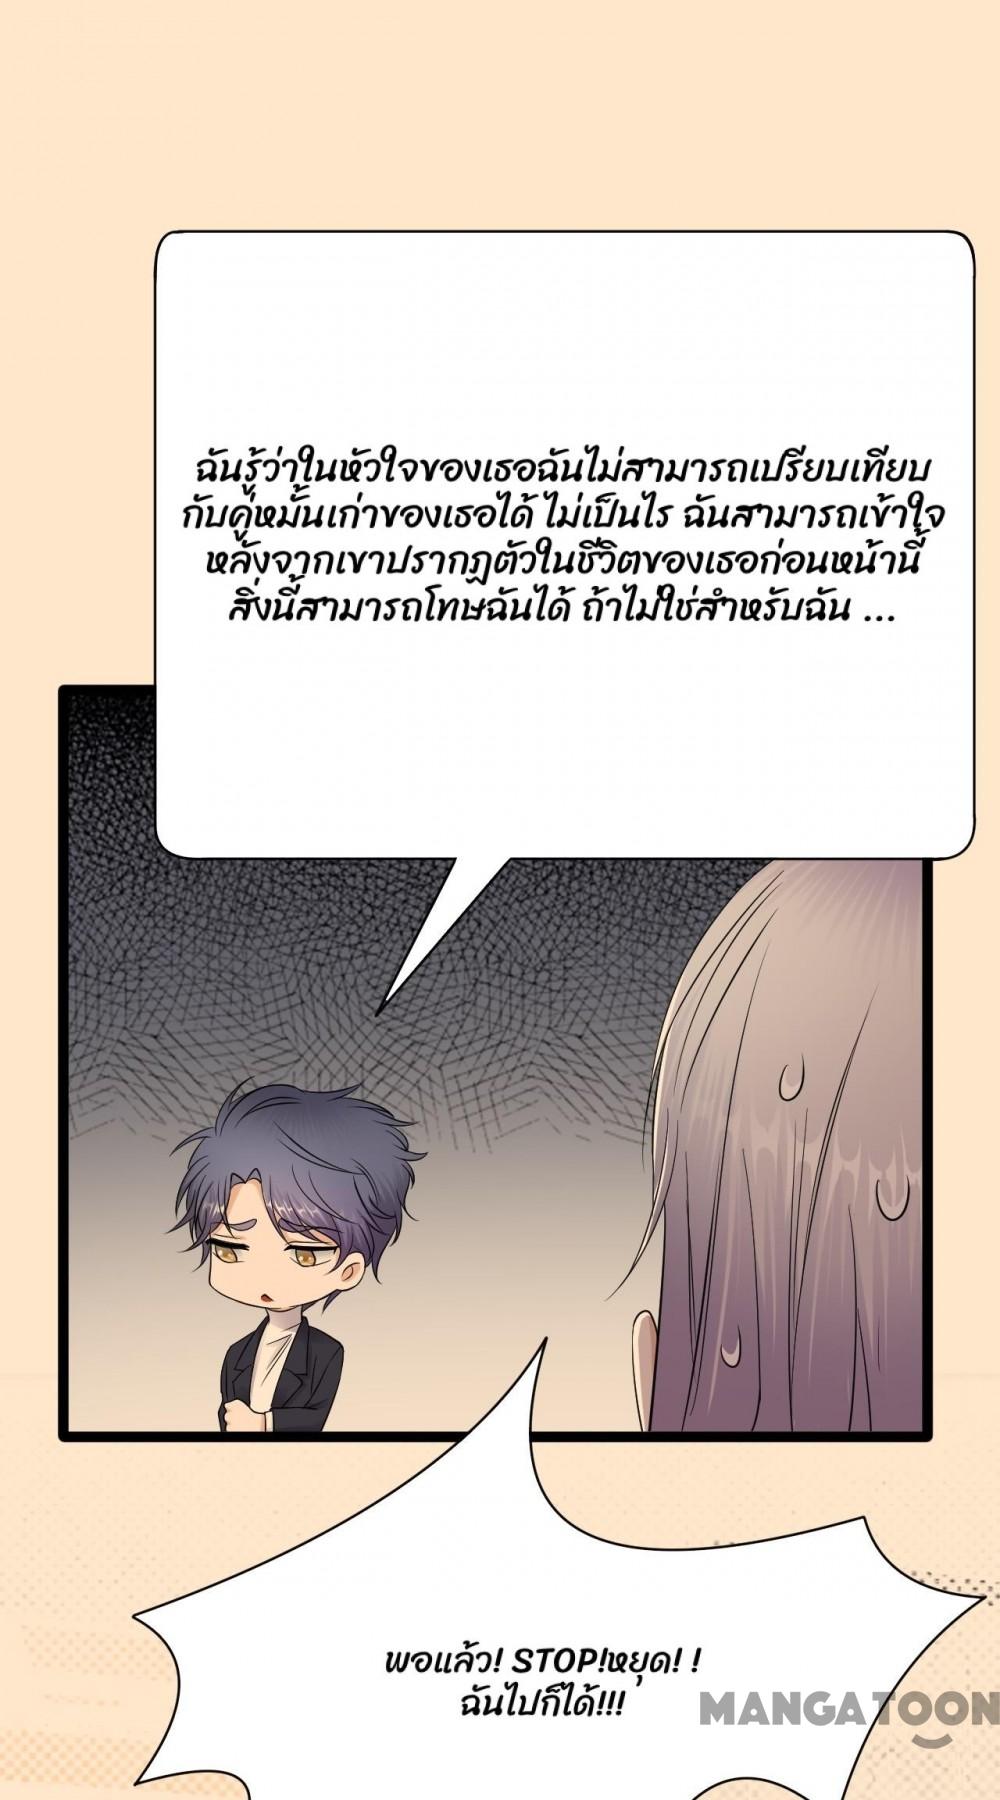 ฉันรู้ว่าในหัวใจของเธอฉันไม่สามารถเปรียบเทียบ
กับคู่หมั้นเก่าของเธอได้ ไม่เป็นไร ฉันสามารถเข้าใจ
หลังจากเขาปรากฏตัวในชีวิตของเธอก่อนหน้านี้
สิ่งนี้สามารถโทษฉันได้ ถ้าไม่ใช่สำหรับฉัน ...
พอแล้ว! STOP!หยุด! !
ฉันไปก็ได้!!!
MANGATOON